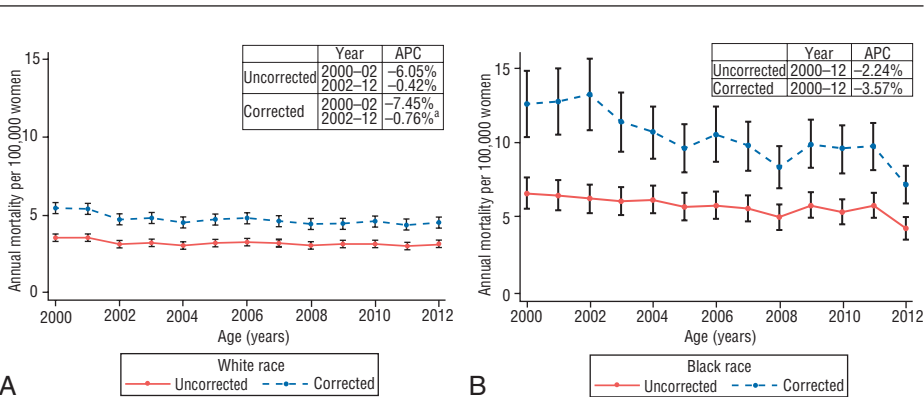 Year APC
Uncorrected 2000–02 –6.05%
2002–12 –0.42%
Corrected 2000–02 –7.45%
2002–12 –0.76%a
Annual mortality per 100,000 women
15
10
5
0
2000 2002 2004 2006 2008 2010 2012
Age (years)
White race
Uncorrected Corrected
A
Year APC
Uncorrected 2000–12 –2.24%
Corrected 2000–12 –3.57%
Annual mortality per 100,000 women
15
10
5
0
2000 2002 2004 2006 2008 2010 2012
Age (years)
Black race
Uncorrected Corrected
B